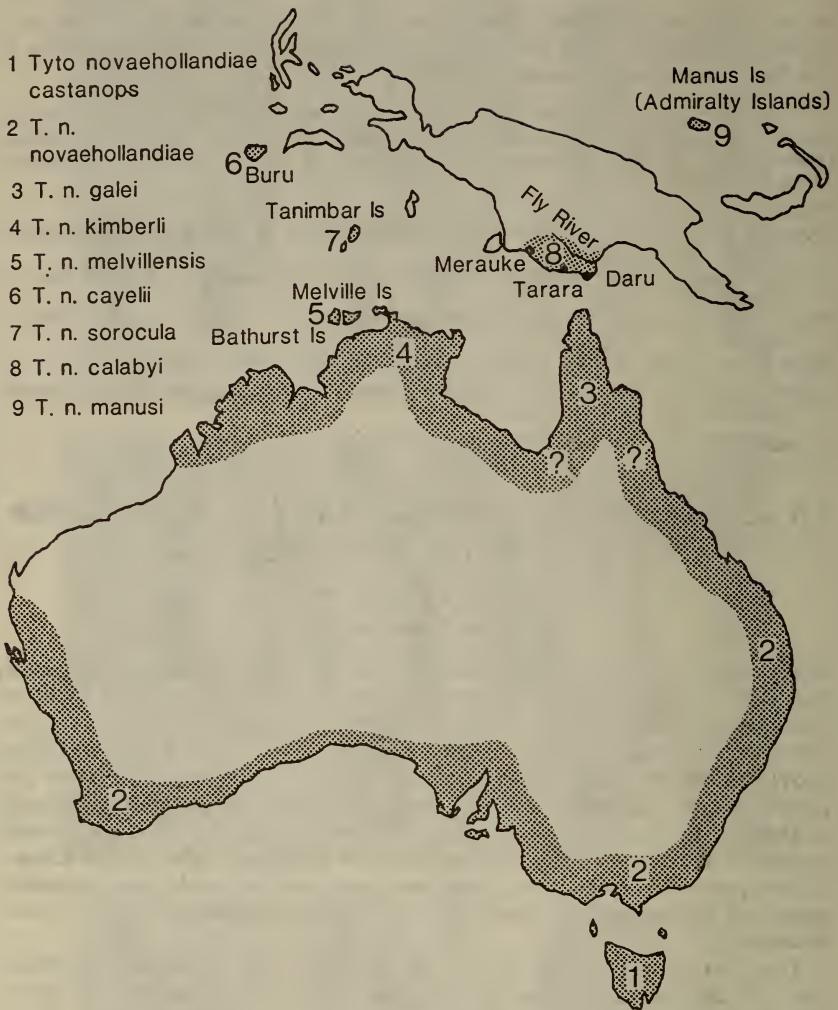 1 Tyto novaehollandiae
castanops
2 T. n.
novaehollandiae
3 T. n. galei
4 T. n. kimberli
5 T. n. melvillensis
6 T. n. cayelii
7 T. n. sorocula
8 T. n. calabyi
9 T. n. manusi
Manus Is
(Admiralty Islands)
9
6
Buru
Tanimbar Is
7
Fly River
8
Merauke
Daru
Tarara
Melville Is
5
Bathurst Is
4
3
?
?
2
2
2
1